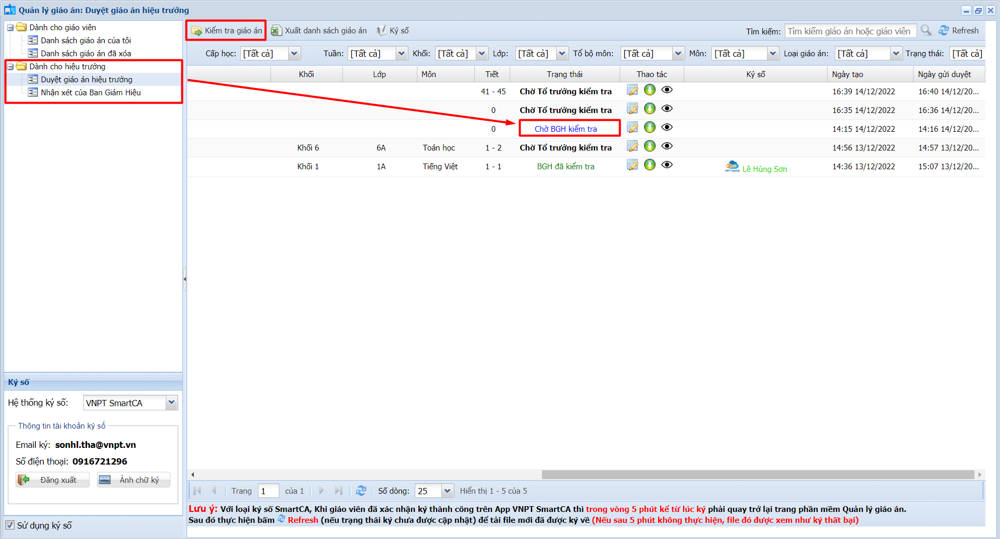 Quản lý giáo án: Duyệt giáo án hiệu trưởng
Dành cho giáo viên
Danh sách giáo án của tôi
Danh sách giáo án đã xóa
Dành cho hiệu trưởng
Duyệt giáo án hiệu trưởng
Nhận xét của Ban Giám Hiệu
Kiểm tra giáo án Xuất danh sách giáo án Ký số Tìm kiếm: Tìm kiếm giáo án hoặc giáo viên Refresh
Cấp học: [Tất cả] Tuần: [Tất cả] Khối: [Tất cả] Lớp: [Tất cả] Tổ bộ môn: [Tất cả] Môn: [Tất cả] Loại giáo án: [Tất cả] Trạng thái: [Tất cả]
Khối Lớp Môn Tiết Trạng thái Thao tác Ký số Ngày tạo Ngày gửi duyệt
41 - 45 Chờ Tổ trưởng kiểm tra 16:39 14/12/2022 16:40 14/12/20...
0 Chờ Tổ trưởng kiểm tra 16:35 14/12/2022 16:36 14/12/20...
0 Chờ BGH kiểm tra 14:15 14/12/2022 14:16 14/12/20...
Khối 6 6A Toán học 1 - 2 Chờ Tổ trưởng kiểm tra 14:56 13/12/2022 14:57 13/12/20...
Khối 1 1A Tiếng Việt 1 - 1 BGH đã kiểm tra VNPT SmartCA Lê Hùng Sơn 14:36 13/12/2022 15:07 13/12/20...
Ký số
Hệ thống ký số: VNPT SmartCA
Thông tin tài khoản ký số
Email ký: sonhl.tha@vnpt.vn
Số điện thoại: 0916721296
Đăng xuất Ảnh chữ ký
Sử dụng ký số
Trang 1 của 1 Số dòng: 25 Hiển thị 1 - 5 của 5
Lưu ý: Với loại ký số SmartCA, Khi giáo viên đã xác nhận ký thành công trên App VNPT SmartCA thì trong vòng 5 phút kể từ lúc ký phải quay trở lại trang phần mềm Quản lý giáo án.
Sau đó thực hiện bấm Refresh (nếu trạng thái ký chưa được cập nhật) để tải file mới đã được ký về (Nếu sau 5 phút không thực hiện, file đó được xem như ký thất bại)